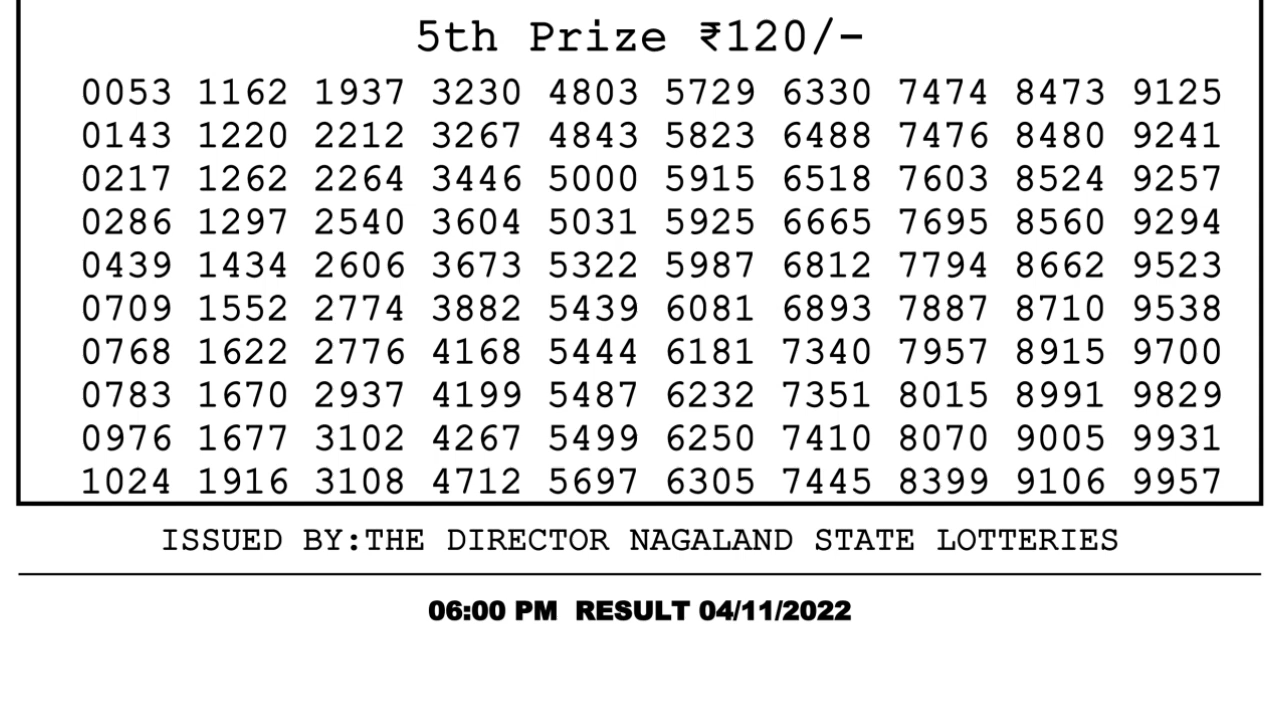 5th Prize ₹120/-
0053 1162 1937 3230 4803 5729 6330 7474 8473 9125
0143 1220 2212 3267 4843 5823 6488 7476 8480 9241
0217 1262 2264 3446 5000 5915 6518 7603 8524 9257
0286 1297 2540 3604 5031 5925 6665 7695 8560 9294
0439 1434 2606 3673 5322 5987 6812 7794 8662 9523
0709 1552 2774 3882 5439 6081 6893 7887 8710 9538
0768 1622 2776 4168 5444 6181 7340 7957 8915 9700
0783 1670 2937 4199 5487 6232 7351 8015 8991 9829
0976 1677 3102 4267 5499 6250 7410 8070 9005 9931
1024 1916 3108 4712 5697 6305 7445 8399 9106 9957
ISSUED BY:THE DIRECTOR NAGALAND STATE LOTTERIES
06:00 PM RESULT 04/11/2022